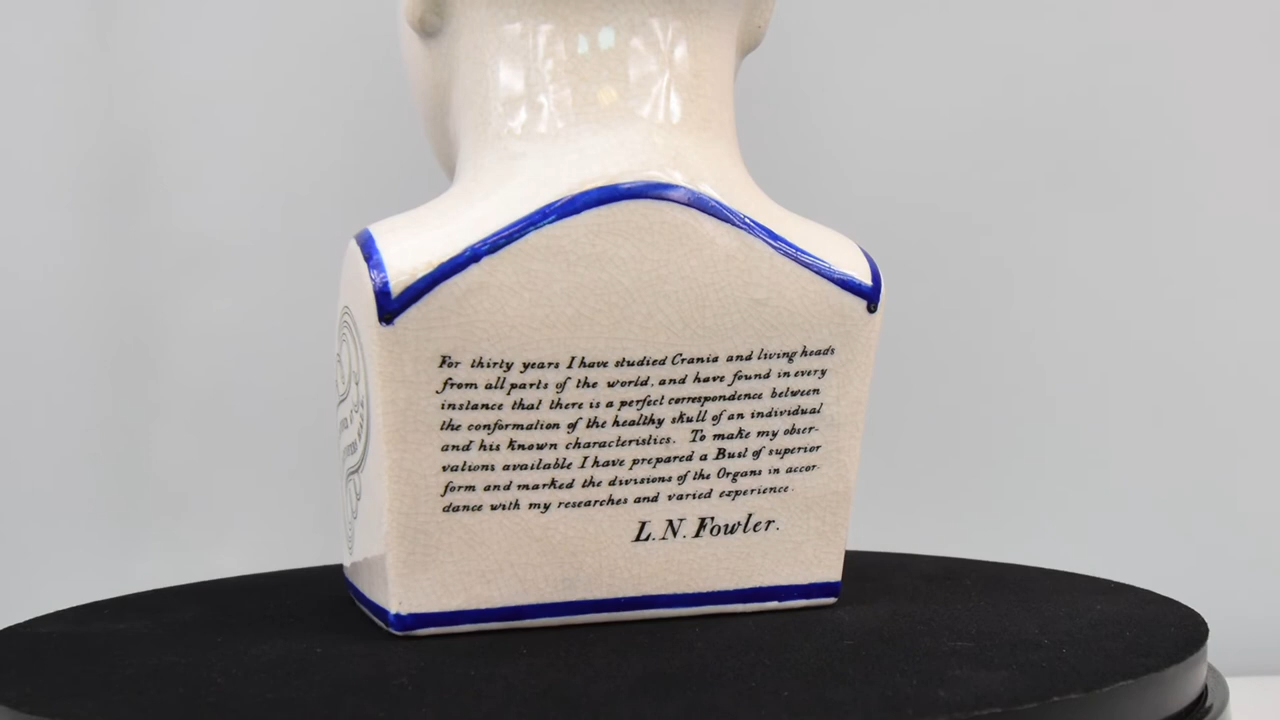 For thirty years I have studied Crania and living heads
from all parts of the world, and have found in every
instance that there is a perfect correspondence between
the conformation of the healthy skull of an individual
and his known characteristics. To make my obser-
vations available I have prepared a Bust of superior
form and marked the divisions of the Organs in accor-
dance with my researches and varied experience.
L.N. Fowler.